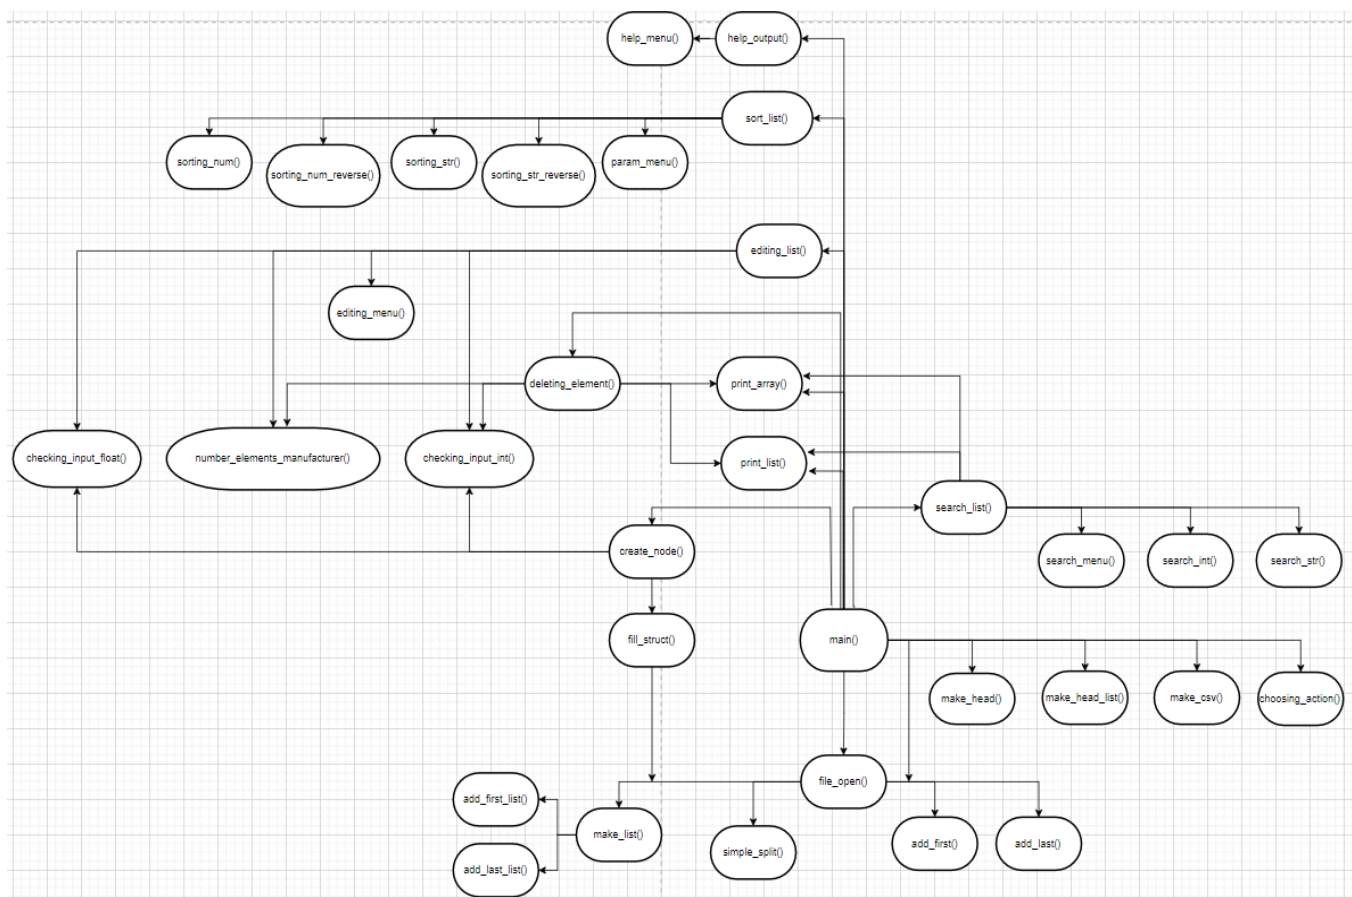 help_menu()
help_output()
sort_list()
sorting_num()
sorting_num_reverse()
sorting_str()
sorting_str_reverse()
param_menu()
editing_list()
editing_menu()
deleting_element()
print_array()
checking_input_float()
number_elements_manufacturer()
checking_input_int()
print_list()
search_list()
create_node()
search_menu()
search_int()
search_str()
fill_struct()
main()
make_head()
make_head_list()
make_csv()
choosing_action()
file_open()
add_first_list()
make_list()
simple_split()
add_first()
add_last()
add_last_list()